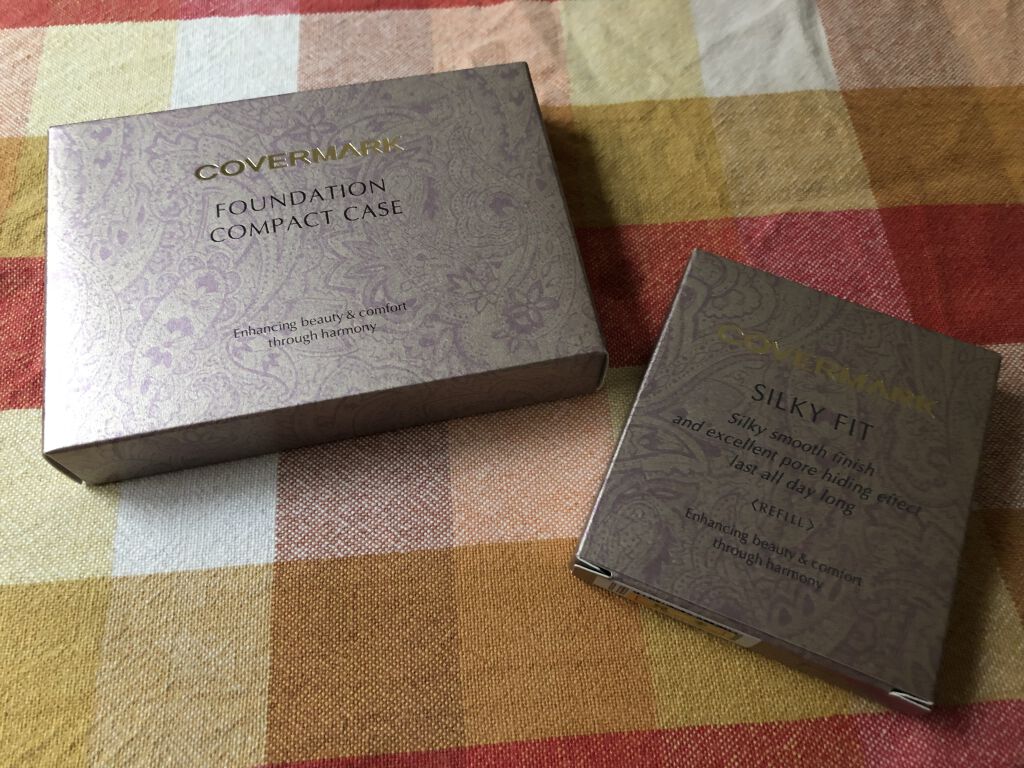 COVERMARK
FOUNDATION
COMPACT CASE
Enhancing beauty & comfort
through harmony
COVERMARK
SILKY FIT
Silky smooth finish
and excellent pore hiding effect
last all day long
<REFILL>
Enhancing beauty & comfort
through harmony